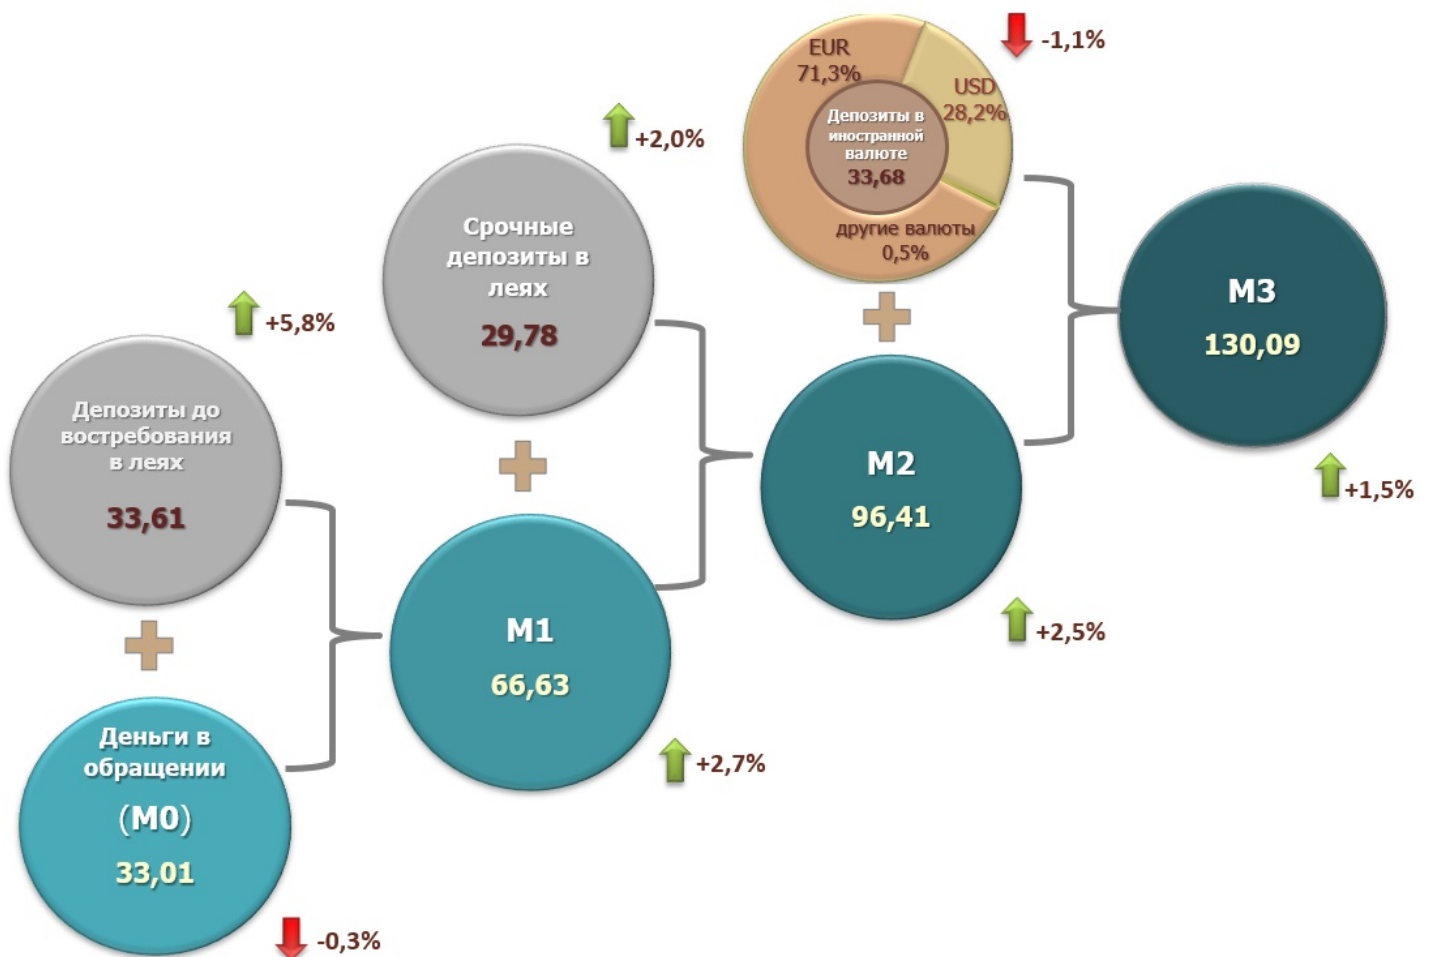 Депозиты до
востребования
в леях
33,61
+5,8%
Деньги в
обращении
(M0)
33,01
-0,3%
Срочные
депозиты в
леях
29,78
+2,0%
M1
66,63
+2,7%
EUR
71,3%
USD
28,2%
Депозиты в
иностранной
валюте
33,68
другие валюты
0,5%
-1,1%
M2
96,41
+2,5%
M3
130,09
+1,5%